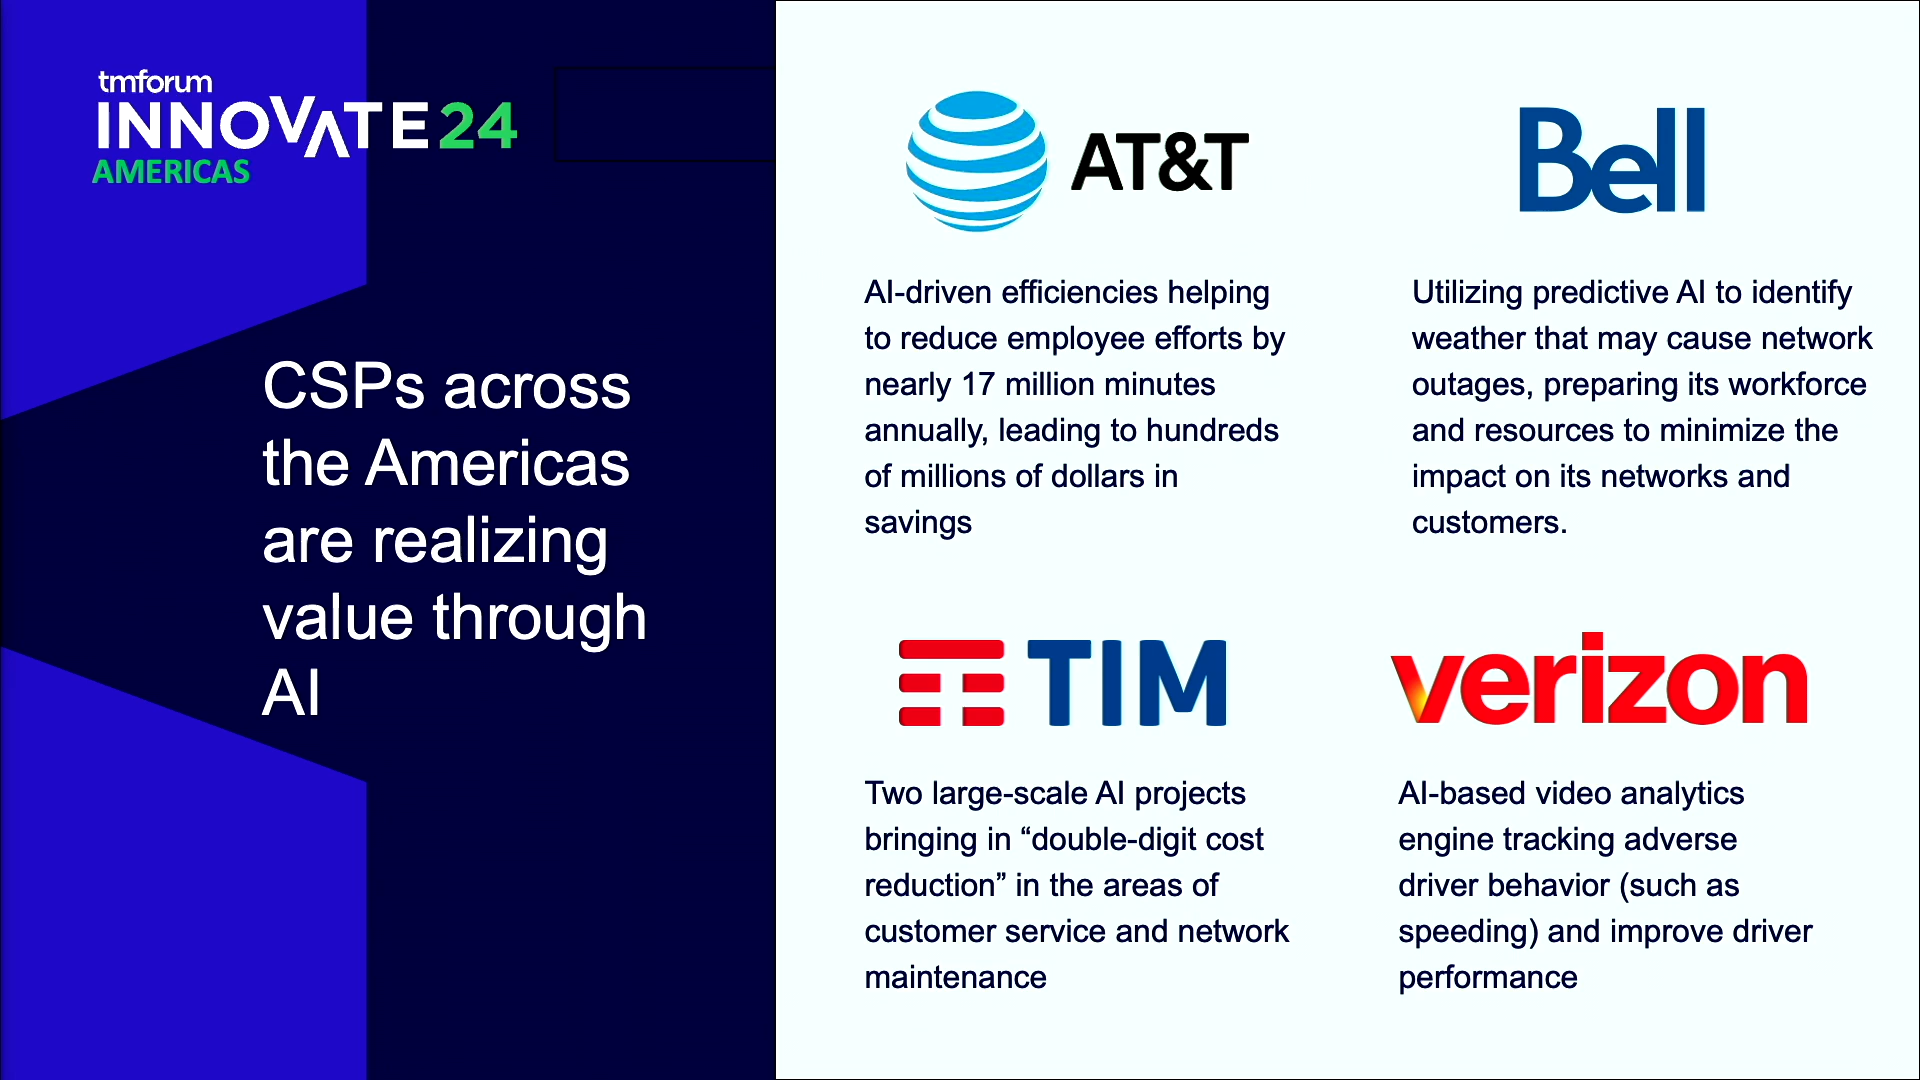 tmforum
INNOVATE24
AMERICAS
CSPs across
the Americas
are realizing
value through
AI
AT&T
AI-driven efficiencies helping
to reduce employee efforts by
nearly 17 million minutes
annually, leading to hundreds
of millions of dollars in
savings
Bell
Utilizing predictive AI to identify
weather that may cause network
outages, preparing its workforce
and resources to minimize the
impact on its networks and
customers.
TIM
Two large-scale AI projects
bringing in “double-digit cost
reduction” in the areas of
customer service and network
maintenance
verizon
AI-based video analytics
engine tracking adverse
driver behavior (such as
speeding) and improve driver
performance